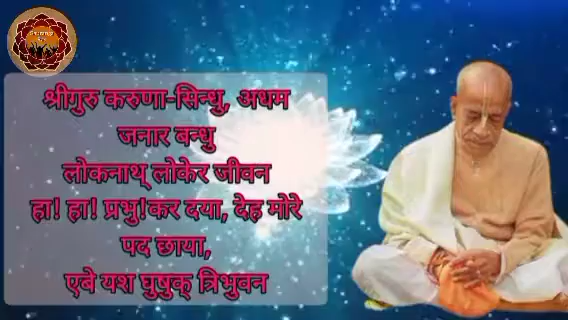 श्रीगुरु करुणा-सिन्धु, अधम
जनार बन्धु
लोकनाथ् लोकेर जीवन
हा! हा! प्रभु!कर दया, देह मोरे
पद छाया,
एबे यश घुषुक् त्रिभुवन